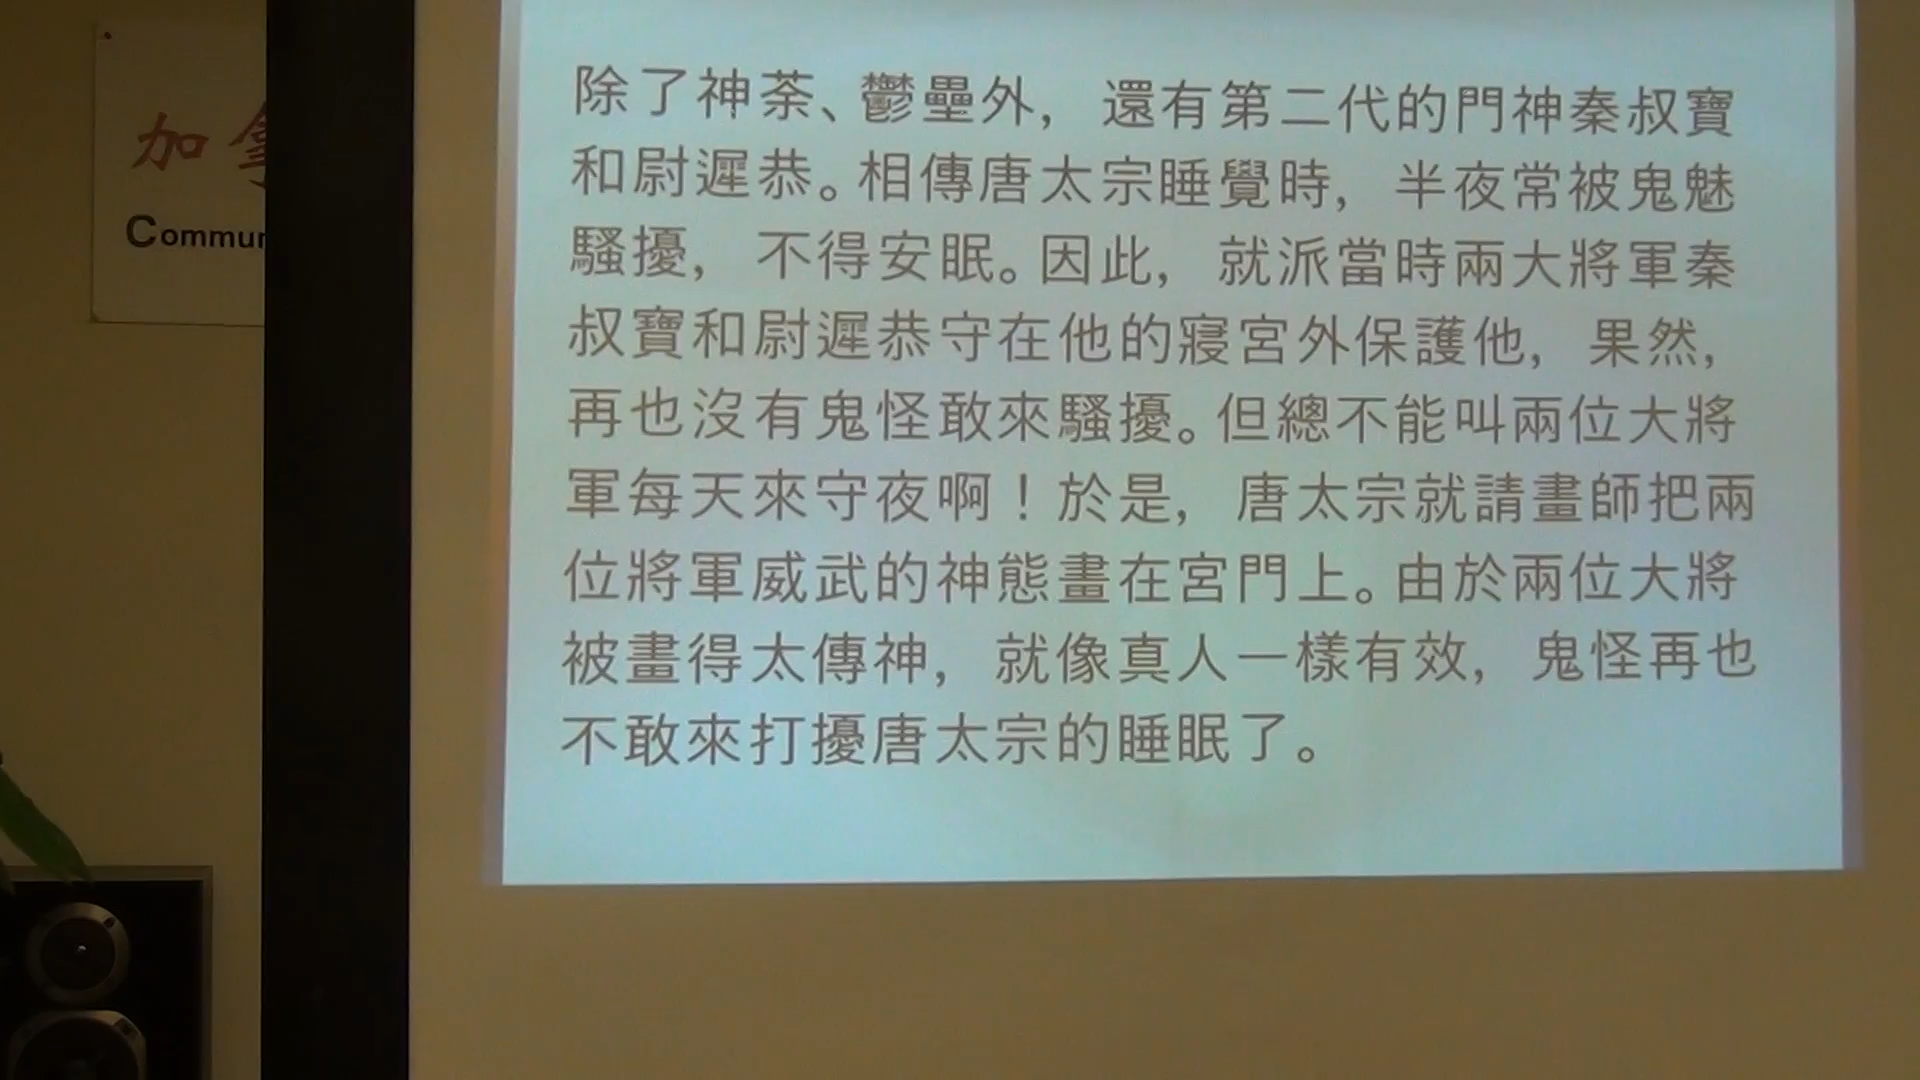 加拿
Commun
除了神荼、鬱壘外，還有第二代的門神秦叔寶
和尉遲恭。相傳唐太宗睡覺時，半夜常被鬼魅
騷擾，不得安眠。因此，就派當時兩大將軍秦
叔寶和尉遲恭守在他的寢宮外保護他，果然，
再也沒有鬼怪敢來騷擾。但總不能叫兩位大將
軍每天來守夜啊！於是，唐太宗就請畫師把兩
位將軍威武的神態畫在宮門上。由於兩位大將
被畫得太傳神，就像真人一樣有效，鬼怪再也
不敢來打擾唐太宗的睡眠了。